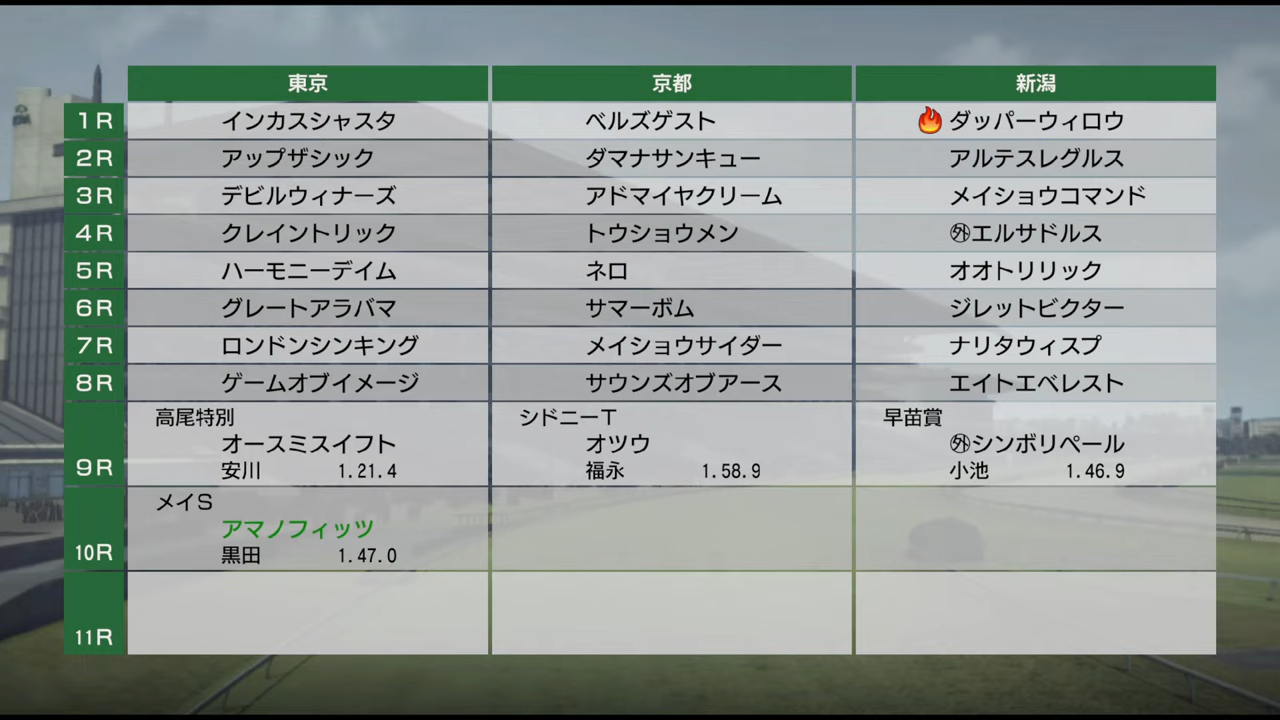 東京 京都 新潟
1R インカスシャスタ ベルズゲスト ダッパーウィロウ
2R アップザシック ダマナサンキュー アルテスレグルス
3R デビルウィナーズ アドマイヤクリーム メイショウコマンド
4R クレイントリック トウショウメン ㊕エルサドルス
5R ハーモニーデイム ネロ オオトリリック
6R グレートアラバマ サマーボム ジレットビクター
7R ロンドンシンキング メイショウサイダー ナリタウィスプ
8R ゲームオブイメージ サウンズオブアース エイトエベレスト
高尾特別 シドニーT 早苗賞
オースミスイフト オツウ 外シンボリペール
9R 安川 1.21.4 福永 1.58.9 小池 1.46.9
メイS
アマノフィッツ
10R 黒田 1.47.0
11R